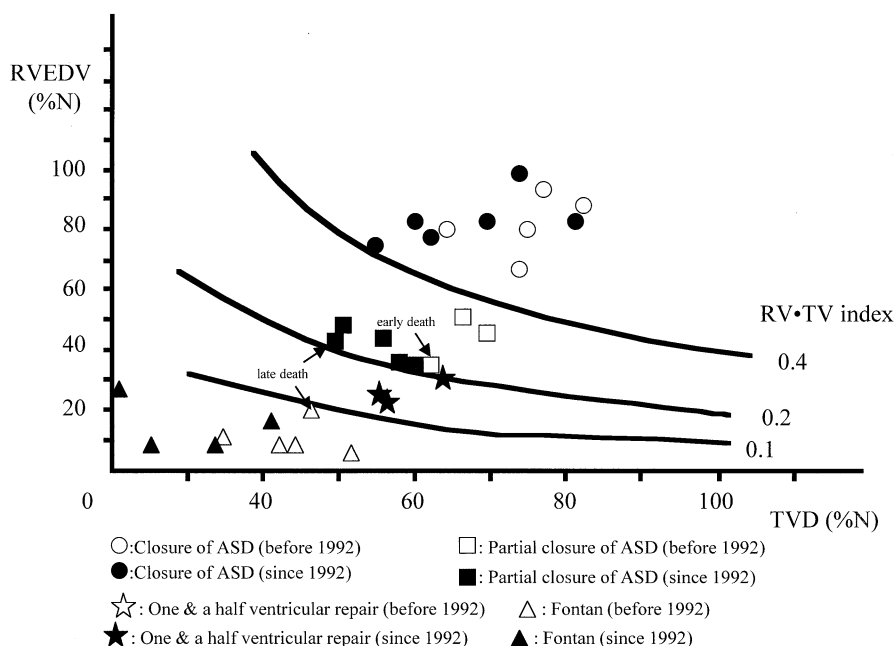 RVEDV
(%N)
100
80
60
40
20
early death
late death
RV•TV index
0.4
0.2
0.1
0
40
60
80
100
TVD (%N)
○:Closure of ASD (before 1992)
●:Closure of ASD (since 1992)
□: Partial closure of ASD (before 1992)
■: Partial closure of ASD (since 1992)
☆: One & a half ventricular repair (before 1992)
★: One & a half ventricular repair (since 1992)
△: Fontan (before 1992)
▲: Fontan (since 1992)